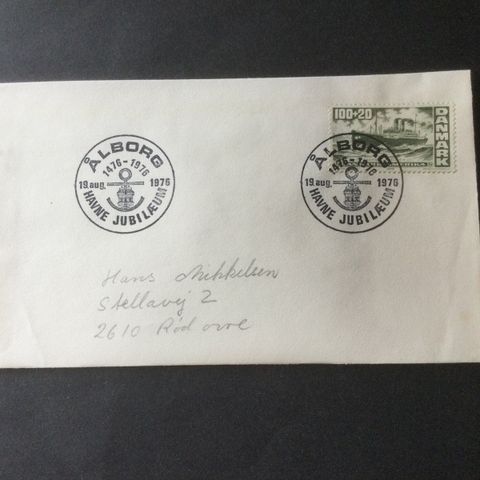 ÅLBORG
1476-1976
19.aug. 1976
HAVNE JUBILÆUM
ÅLBORG
1476-1976
19.aug. 1976
HAVNE JUBILÆUM
100+20
DANMARK
Hans Mikkelsen
Stellavej 2
2610 Rødovre